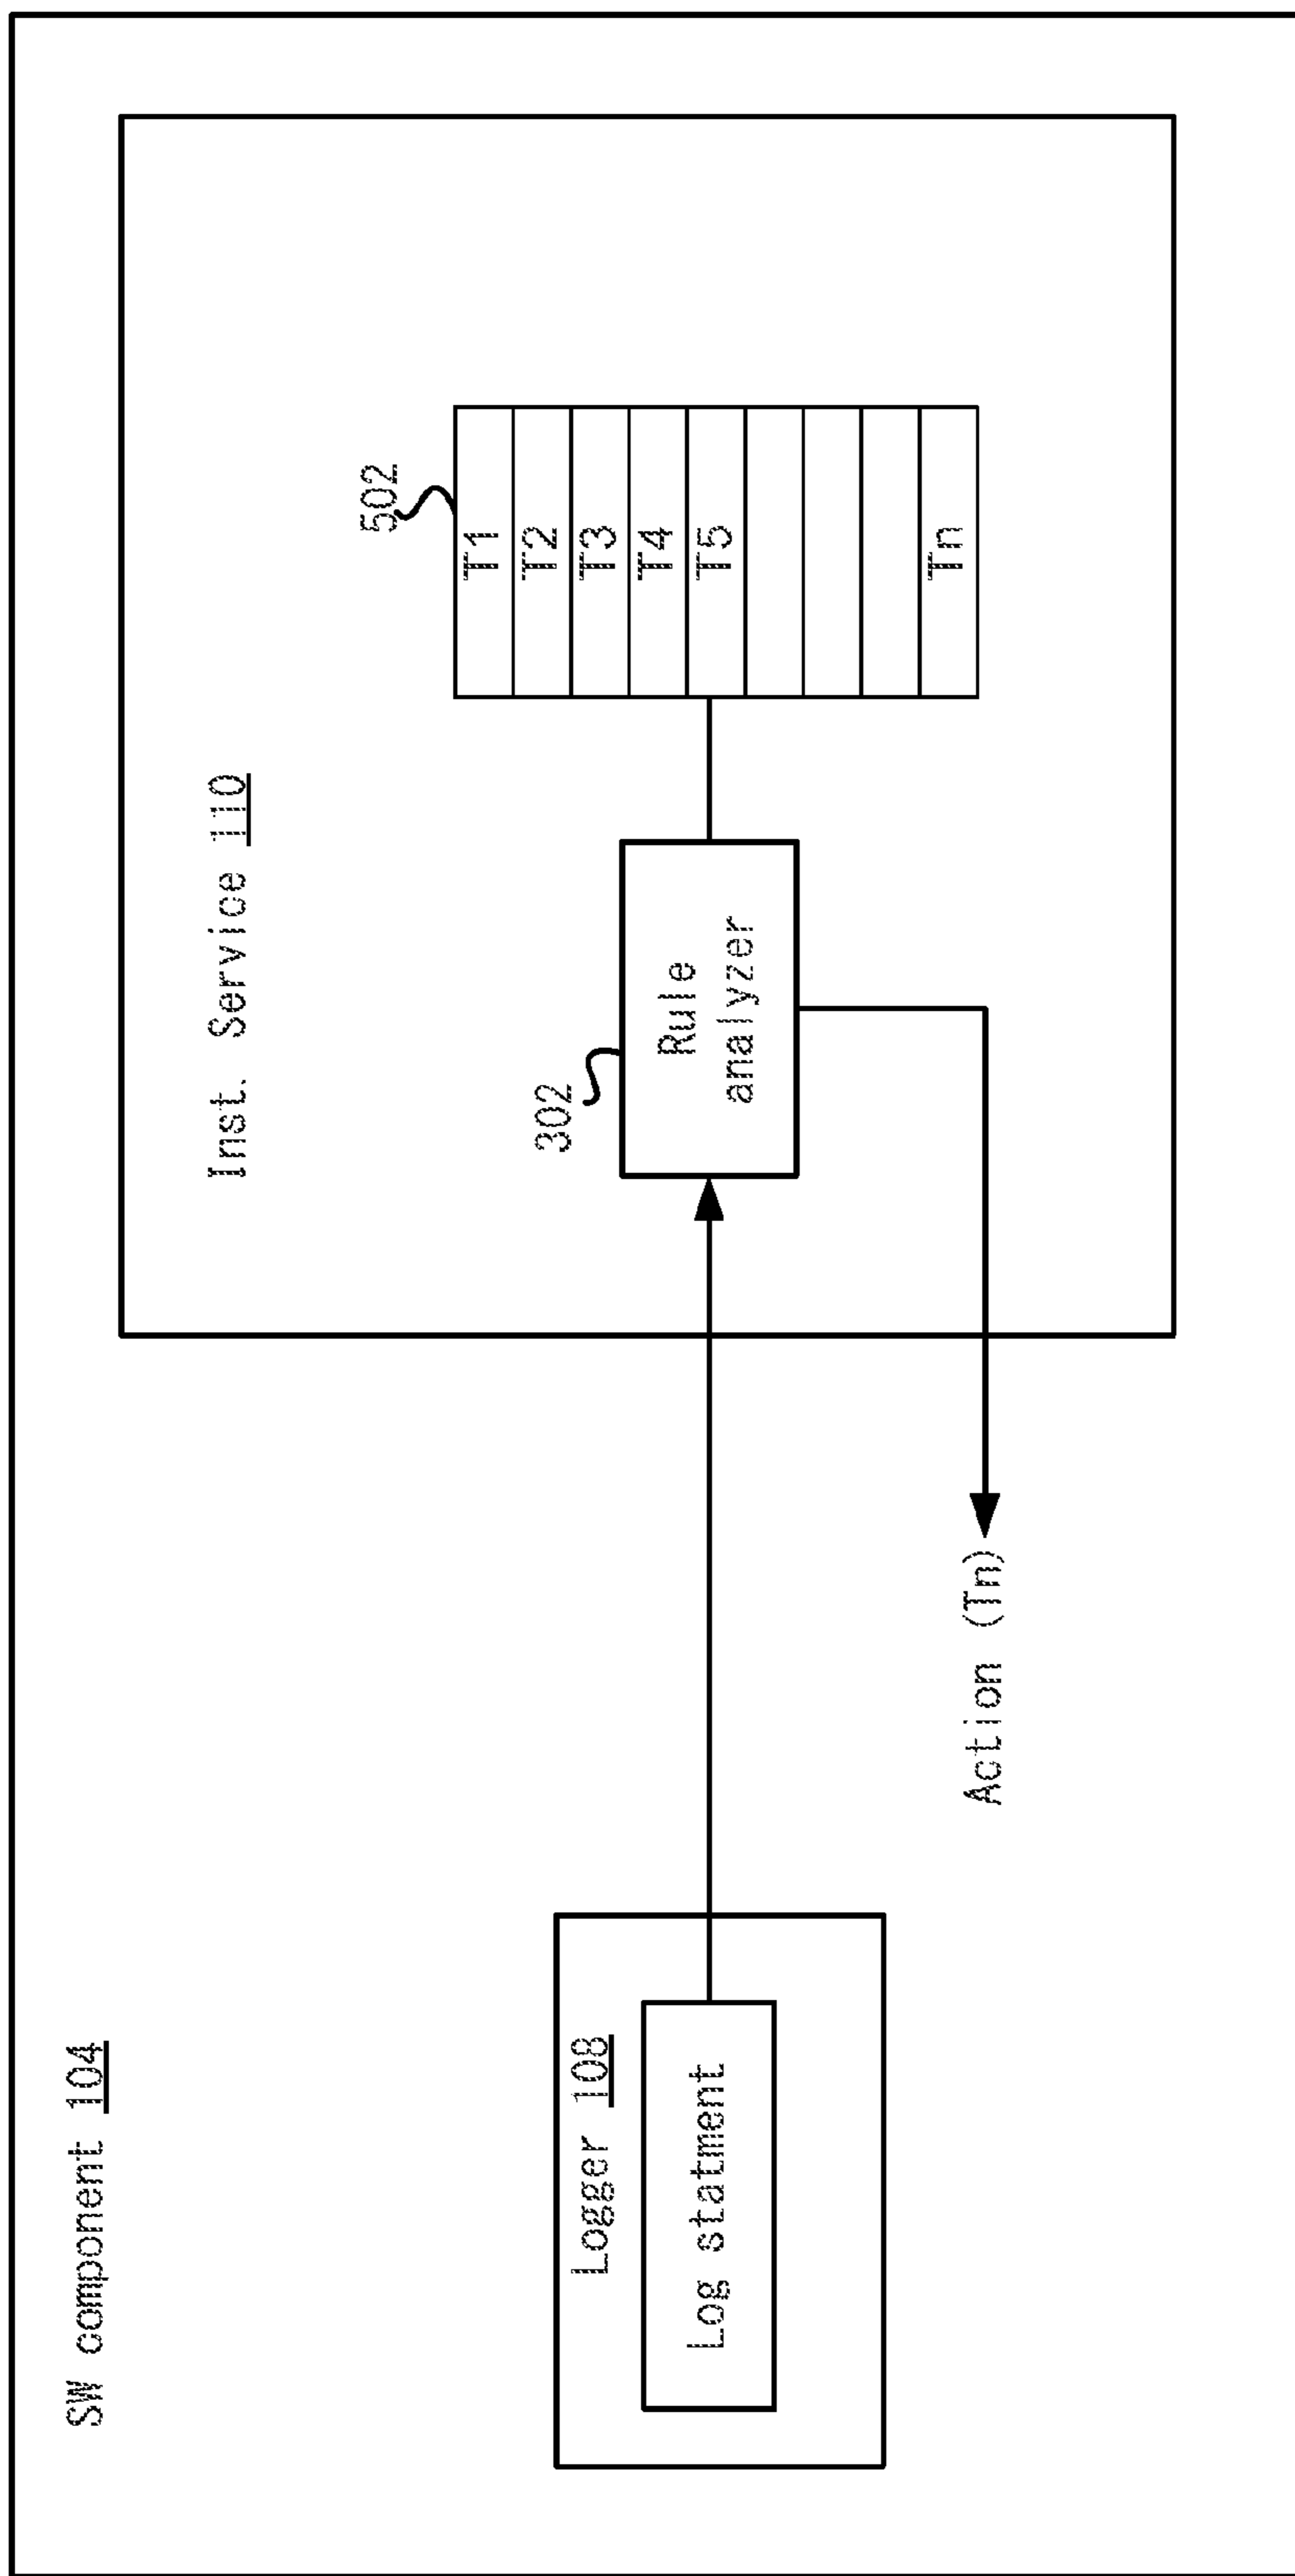 SW component 104
Inst. Service 110
502
T1
T2
T3
T4
T5
Tn
302
Rule
analyzer
Logger 108
Log statment
Action (Tn)